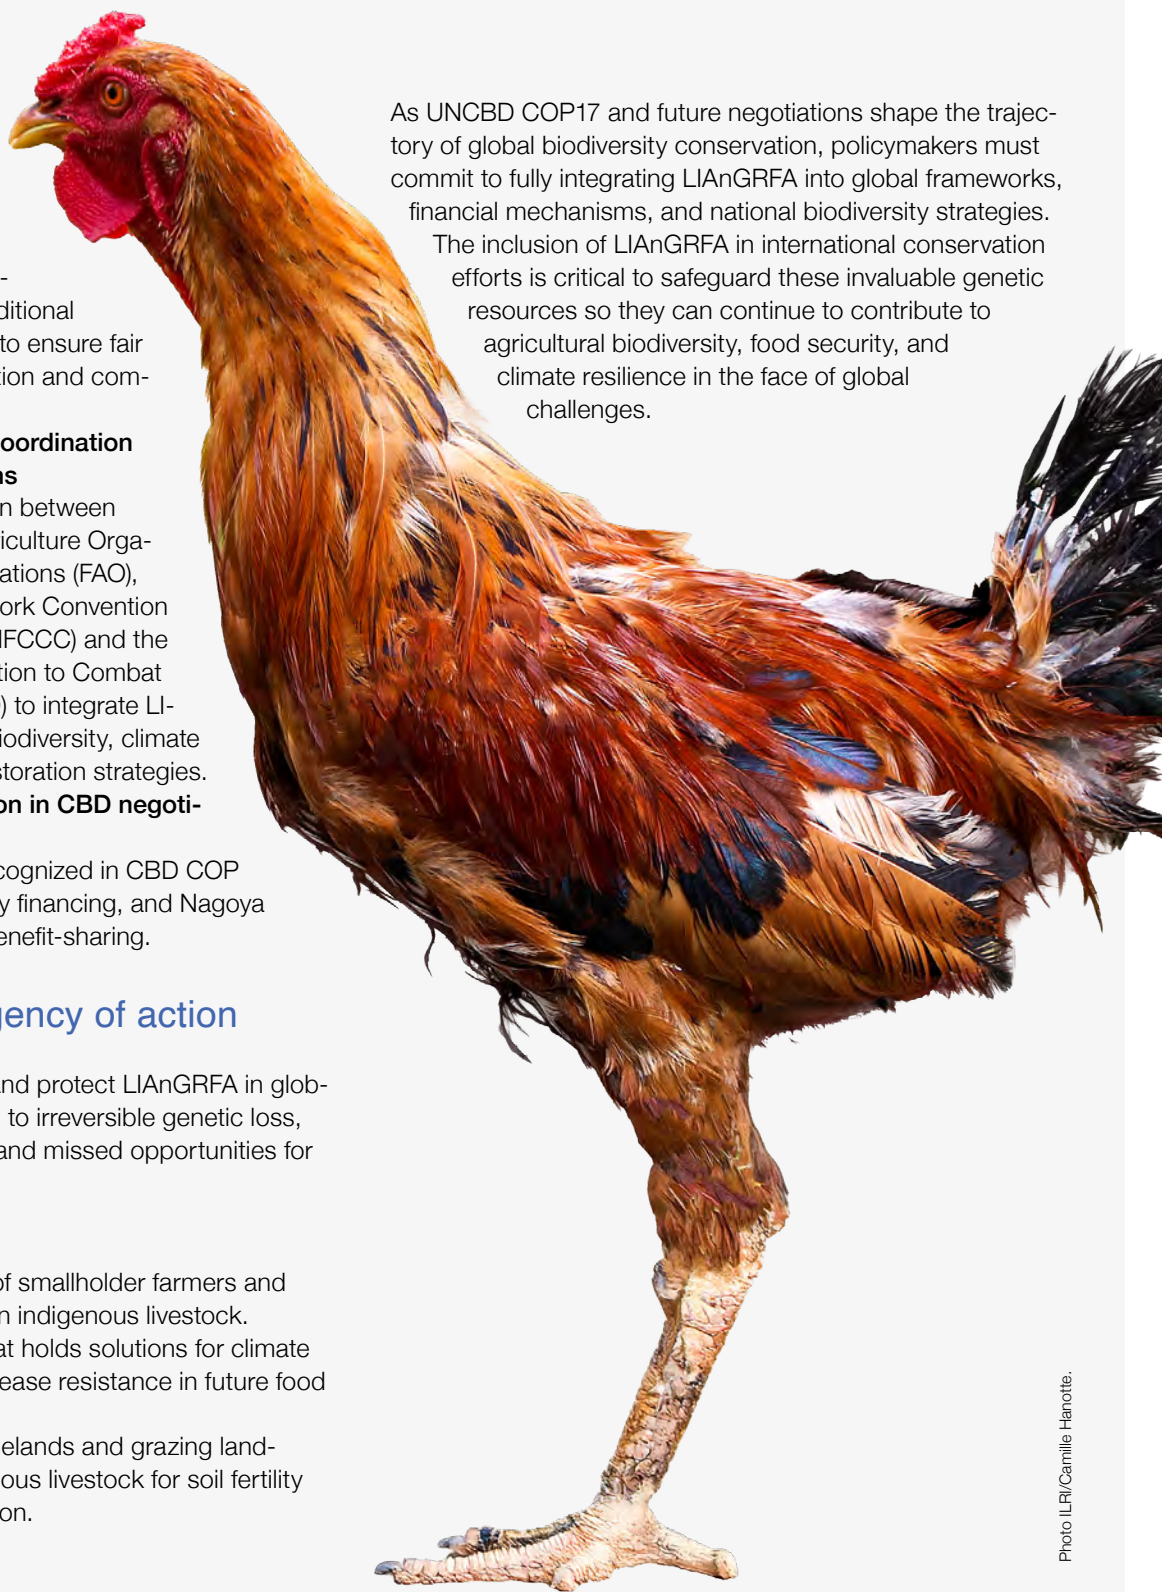 -
ditional
to ensure fair
tion and com-
oordination
ns
n between
iculture Orga-
ations (FAO),
ork Convention
IFCCC) and the
tion to Combat
) to integrate LI-
iodiversity, climate
storation strategies.
on in CBD negoti-
cognized in CBD COP
y financing, and Nagoya
enefit-sharing.
gency of action
and protect LIAnGRFA in glob-
to irreversible genetic loss,
and missed opportunities for
of smallholder farmers and
n indigenous livestock.
at holds solutions for climate
ease resistance in future food
elands and grazing land-
ous livestock for soil fertility
on.
As UNCBD COP17 and future negotiations shape the trajec-
tory of global biodiversity conservation, policymakers must
commit to fully integrating LIAnGRFA into global frameworks,
financial mechanisms, and national biodiversity strategies.
The inclusion of LIAnGRFA in international conservation
efforts is critical to safeguard these invaluable genetic
resources so they can continue to contribute to
agricultural biodiversity, food security, and
climate resilience in the face of global
challenges.
Photo ILRI/Camille Hanotte.